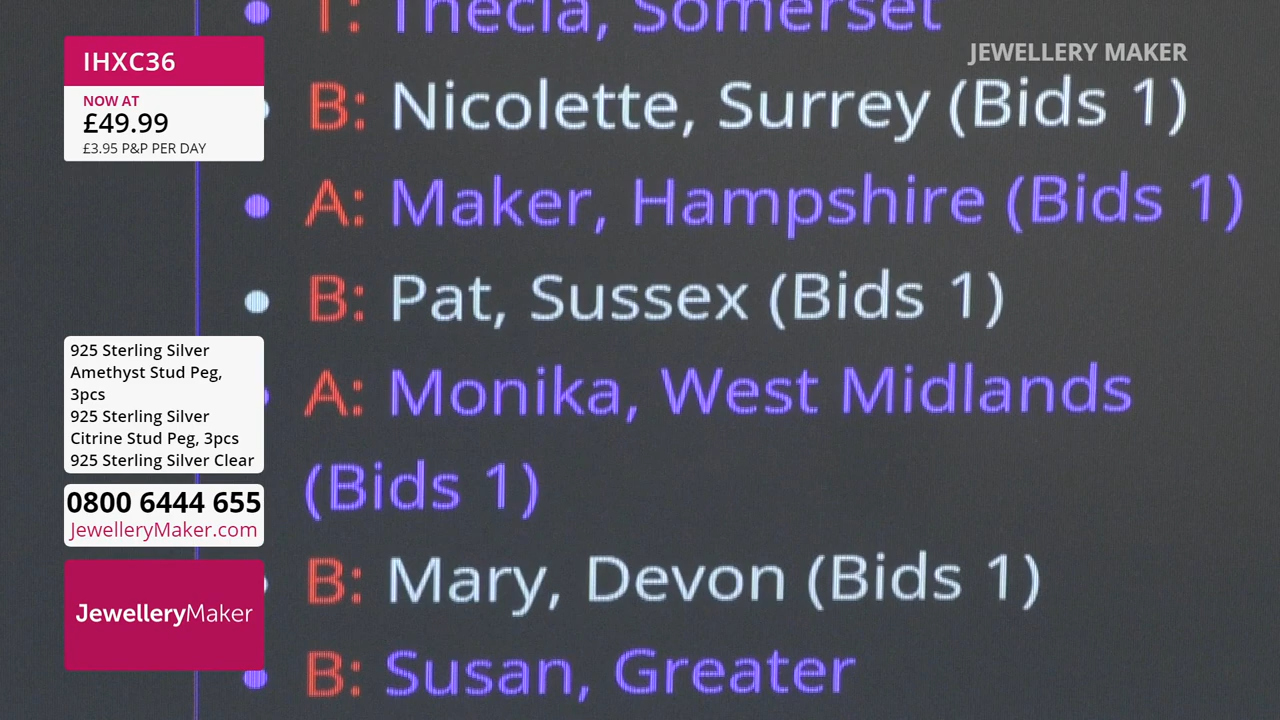 T: Thecla, Somerset
JEWELLERY MAKER
IHXC36
NOW AT
£49.99
£3.95 P&P PER DAY
B: Nicolette, Surrey (Bids 1)
A: Maker, Hampshire (Bids 1)
B: Pat, Sussex (Bids 1)
925 Sterling Silver
Amethyst Stud Peg,
3pcs
925 Sterling Silver
Citrine Stud Peg, 3pcs
925 Sterling Silver Clear
A: Monika, West Midlands
(Bids 1)
0800 6444 655
JewelleryMaker.com
B: Mary, Devon (Bids 1)
JewelleryMaker
B: Susan, Greater